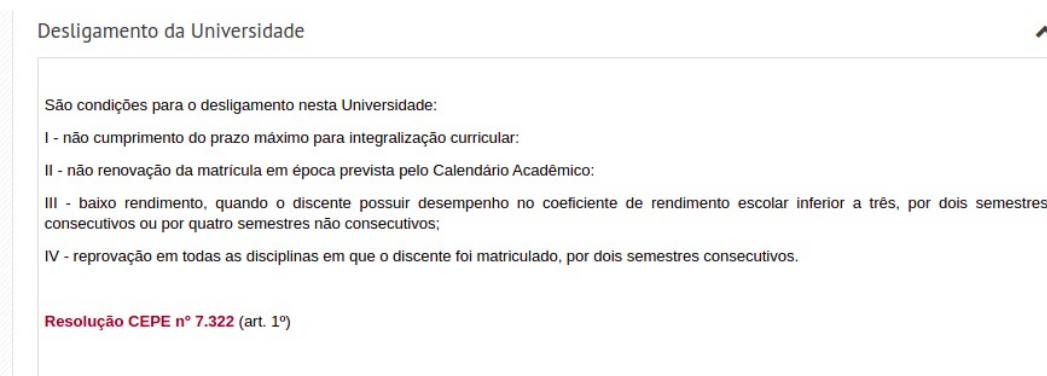 Desligamento da Universidade
São condições para o desligamento nesta Universidade:
I - não cumprimento do prazo máximo para integralização curricular:
II - não renovação da matrícula em época prevista pelo Calendário Acadêmico:
III - baixo rendimento, quando o discente possuir desempenho no coeficiente de rendimento escolar inferior a três, por dois semestres
consecutivos ou por quatro semestres não consecutivos;
IV - reprovação em todas as disciplinas em que o discente foi matriculado, por dois semestres consecutivos.
Resolução CEPE nº 7.322 (art. 1º)